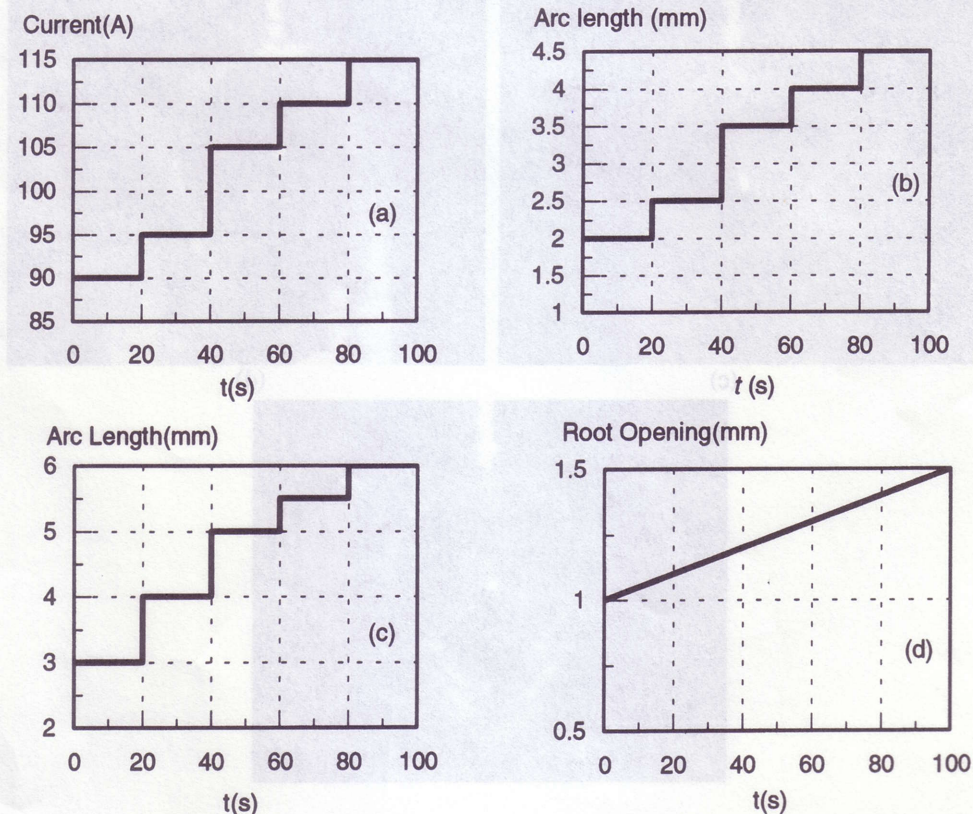 Current(A)
115
110
105
100
95
90
85
0 20 40 60 80 100
t(s)
(a)
Arc length (mm)
4.5
4
3.5
3
2.5
2
1.5
1
0 20 40 60 80 100
t (s)
(b)
Arc Length(mm)
6
5
4
3
2
0 20 40 60 80 100
t(s)
(c)
Root Opening(mm)
1.5
1
0.5
0 20 40 60 80 100
t(s)
(d)